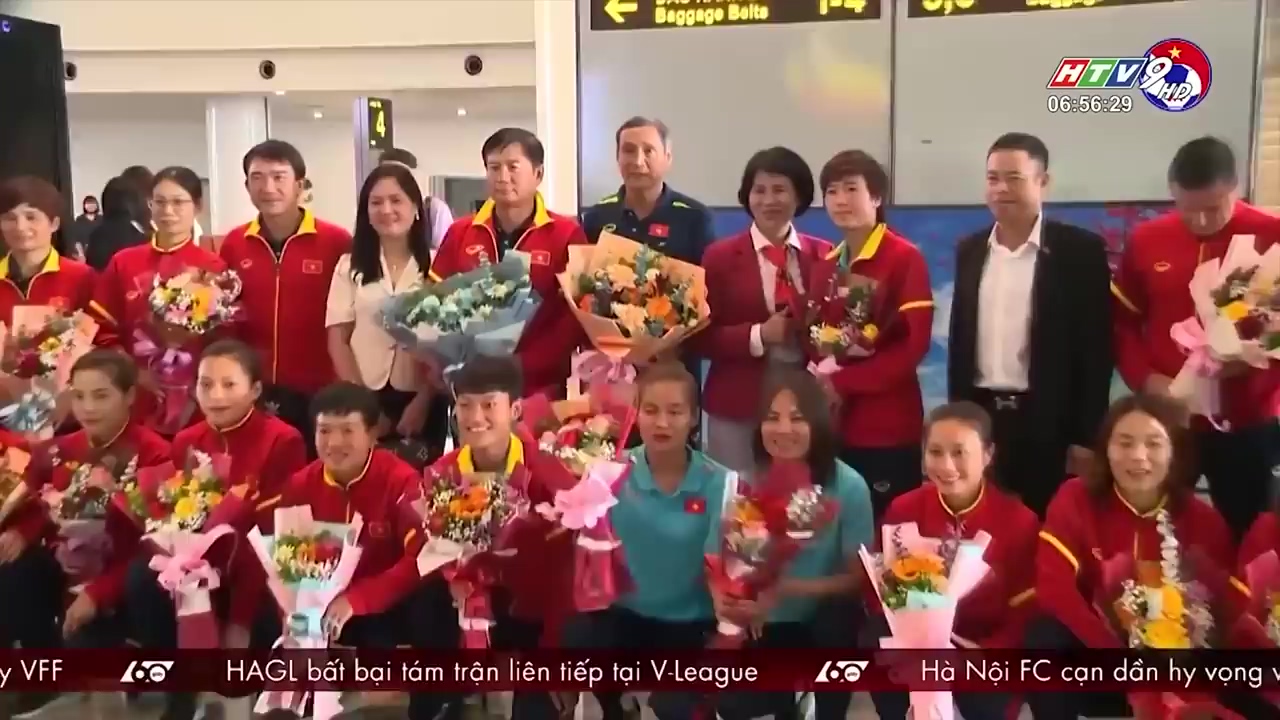 Baggage Belts 1-4
4
HTV9 HD
06:56:29
y VFF
HAGL bất bại tám trận liên tiếp tại V-League
Hà Nội FC cạn dần hy vọng v